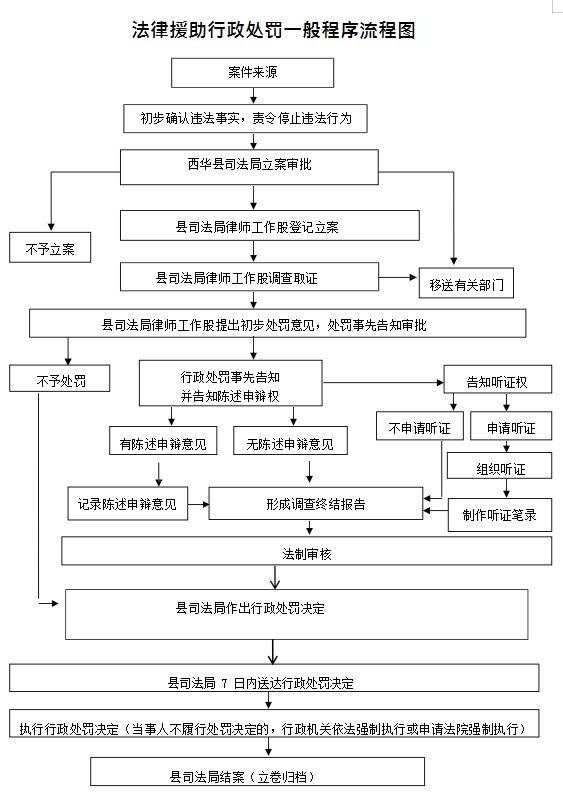 法律援助行政处罚一般程序流程图
案件来源
初步确认违法事实，责令停止违法行为
西华县司法局立案审批
县司法局律师工作股登记立案
不予立案
县司法局律师工作股调查取证
移送有关部门
县司法局律师工作股提出初步处罚意见，处罚事先告知审批
不予处罚
行政处罚事先告知
并告知陈述申辩权
告知听证权
有陈述申辩意见
无陈述申辩意见
不申请听证
申请听证
组织听证
记录陈述申辩意见
形成调查终结报告
制作听证笔录
法制审核
县司法局作出行政处罚决定
县司法局 7 日内送达行政处罚决定
执行行政处罚决定（当事人不履行处罚决定的，行政机关依法强制执行或申请法院强制执行）
县司法局结案（立卷归档）